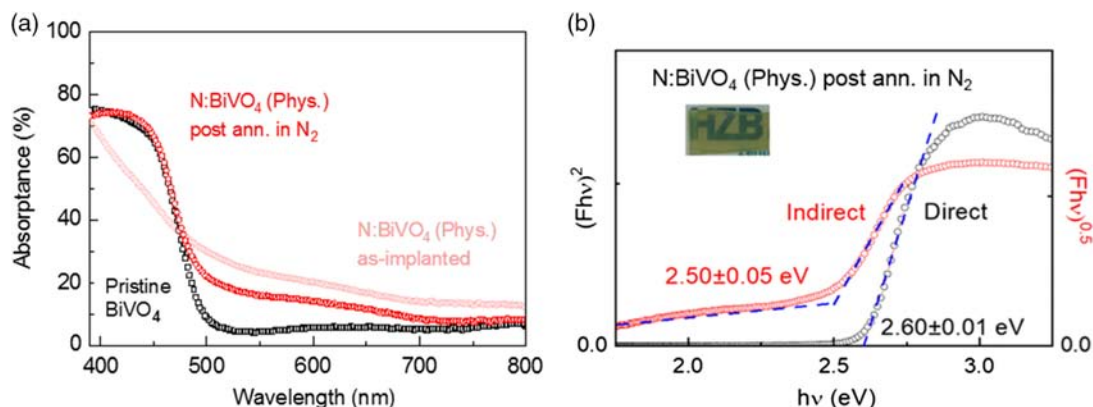 (a)
100
80
60
40
20
0
Absorptance (%)
N:BiVO₄ (Phys.)
post ann. in N₂
N:BiVO₄ (Phys.)
as-implanted
Pristine
BiVO₄
400 500 600 700 800
Wavelength (nm)
(b)
N:BiVO₄ (Phys.) post ann. in N₂
HZB
(Fhν)²
Indirect
Direct
2.50±0.05 eV
2.60±0.01 eV
0.0
0.0
(Fhν)⁰·⁵
2.0 2.5 3.0
hν (eV)